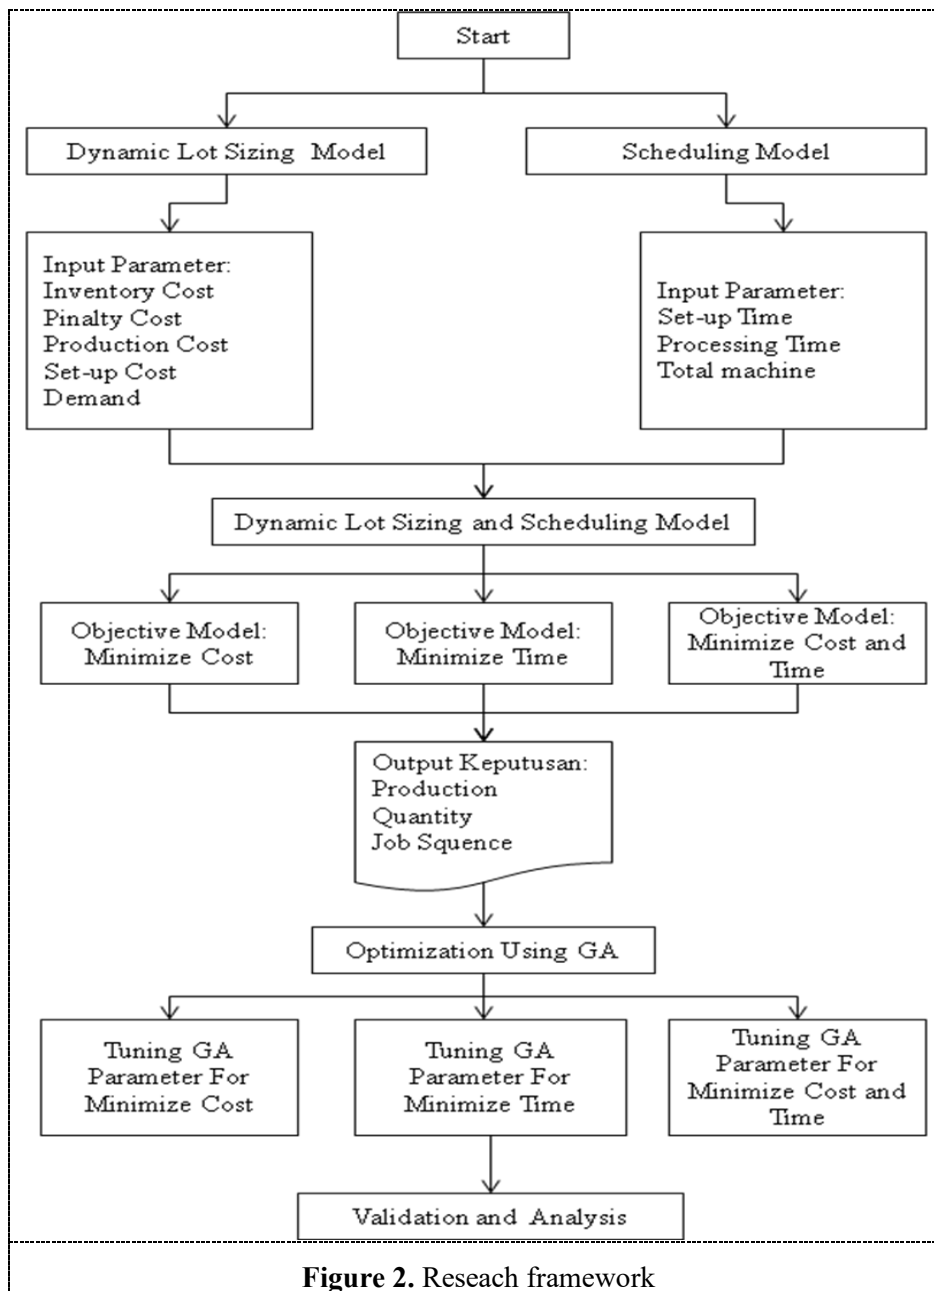 Start
Dynamic Lot Sizing Model
Scheduling Model
Input Parameter:
Inventory Cost
Pinalty Cost
Production Cost
Set-up Cost
Demand
Input Parameter:
Set-up Time
Processing Time
Total machine
Dynamic Lot Sizing and Scheduling Model
Objective Model:
Minimize Cost
Objective Model:
Minimize Time
Objective Model:
Minimize Cost and
Time
Output Keputusan:
Production
Quantity
Job Squence
Optimization Using GA
Tuning GA
Parameter For
Minimize Cost
Tuning GA
Parameter For
Minimize Time
Tuning GA
Parameter For
Minimize Cost and
Time
Validation and Analysis
Figure 2. Reseach framework